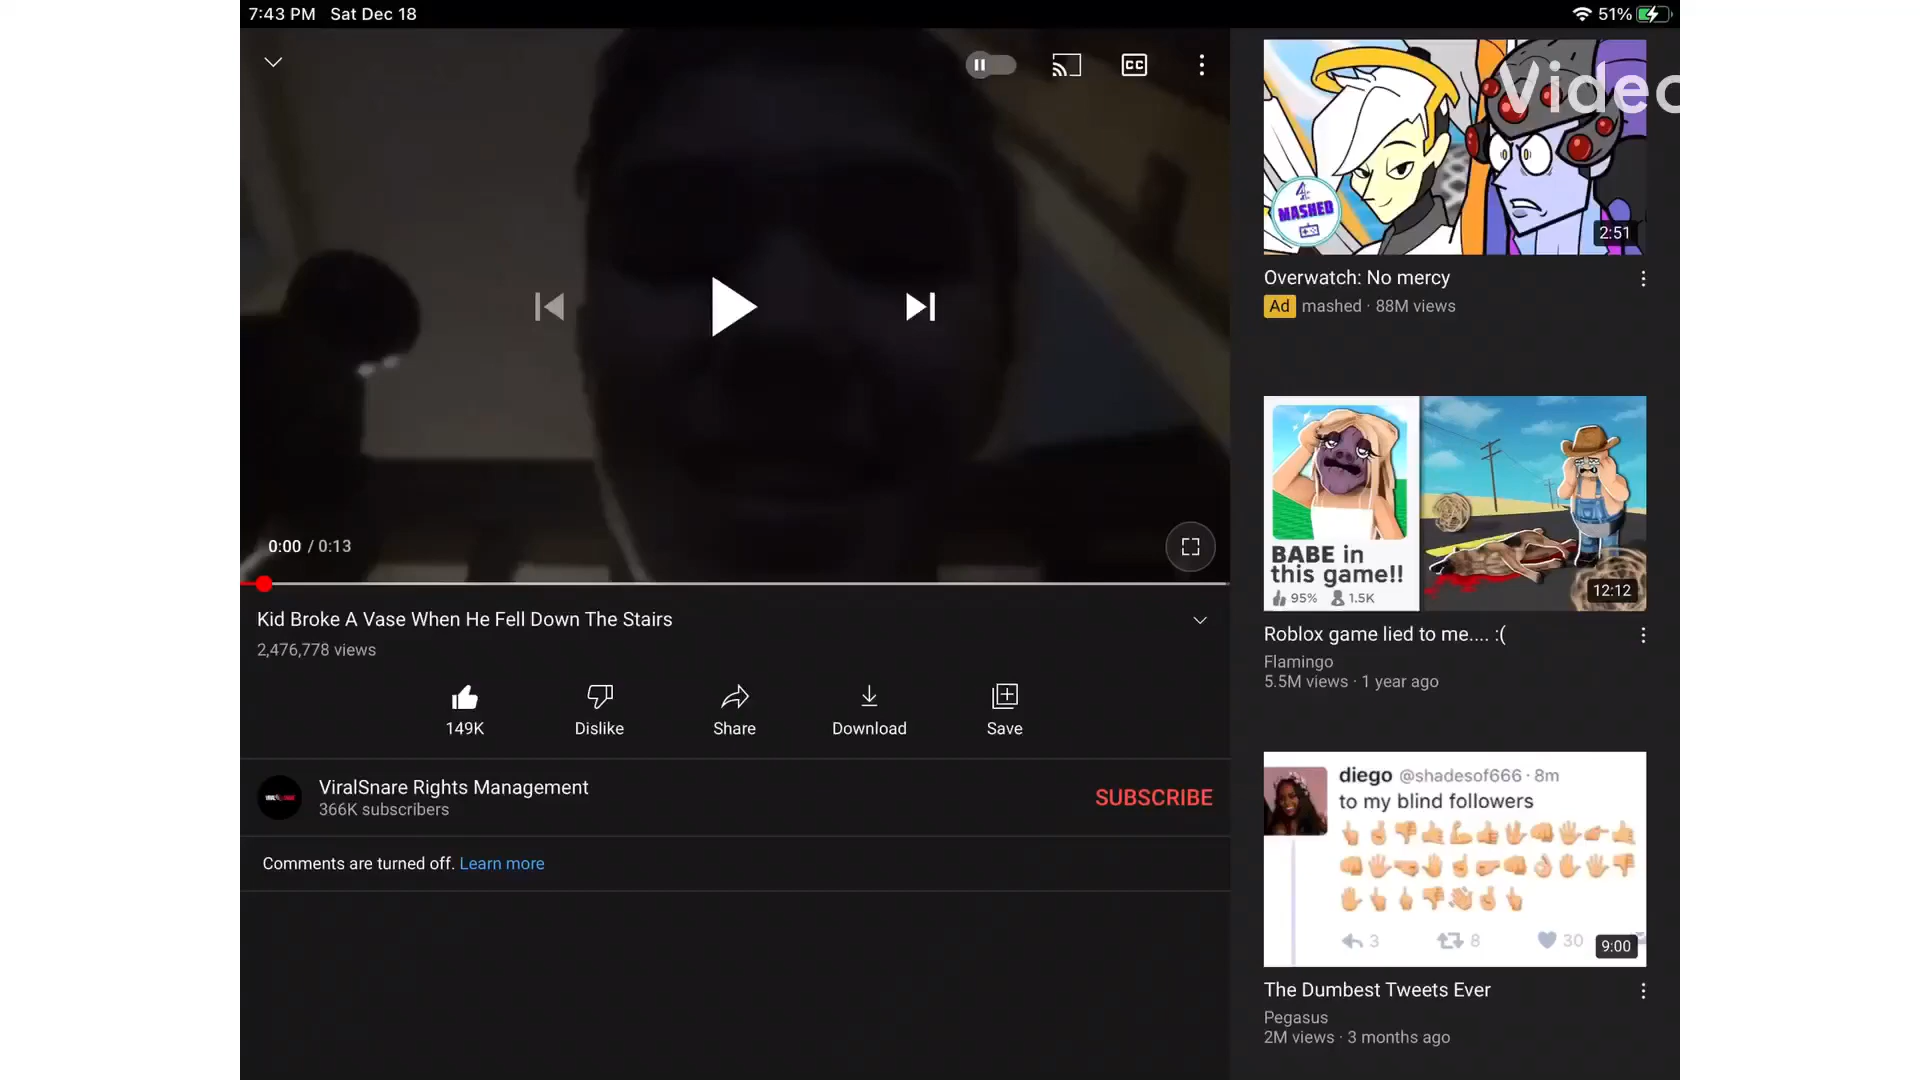 7:43 PM Sat Dec 18
51%
0:00 / 0:13
Kid Broke A Vase When He Fell Down The Stairs
2,476,778 views
149K
Dislike
Share
Download
Save
ViralSnare Rights Management
366K subscribers
SUBSCRIBE
Comments are turned off. Learn more
Video
MASHED
2:51
Overwatch: No mercy
Ad mashed · 88M views
BABE in
this game!!
95% 1.5K
12:12
Roblox game lied to me.... :(
Flamingo
5.5M views · 1 year ago
diego @shadesof666 · 8m
to my blind followers
3 8 30
9:00
The Dumbest Tweets Ever
Pegasus
2M views · 3 months ago